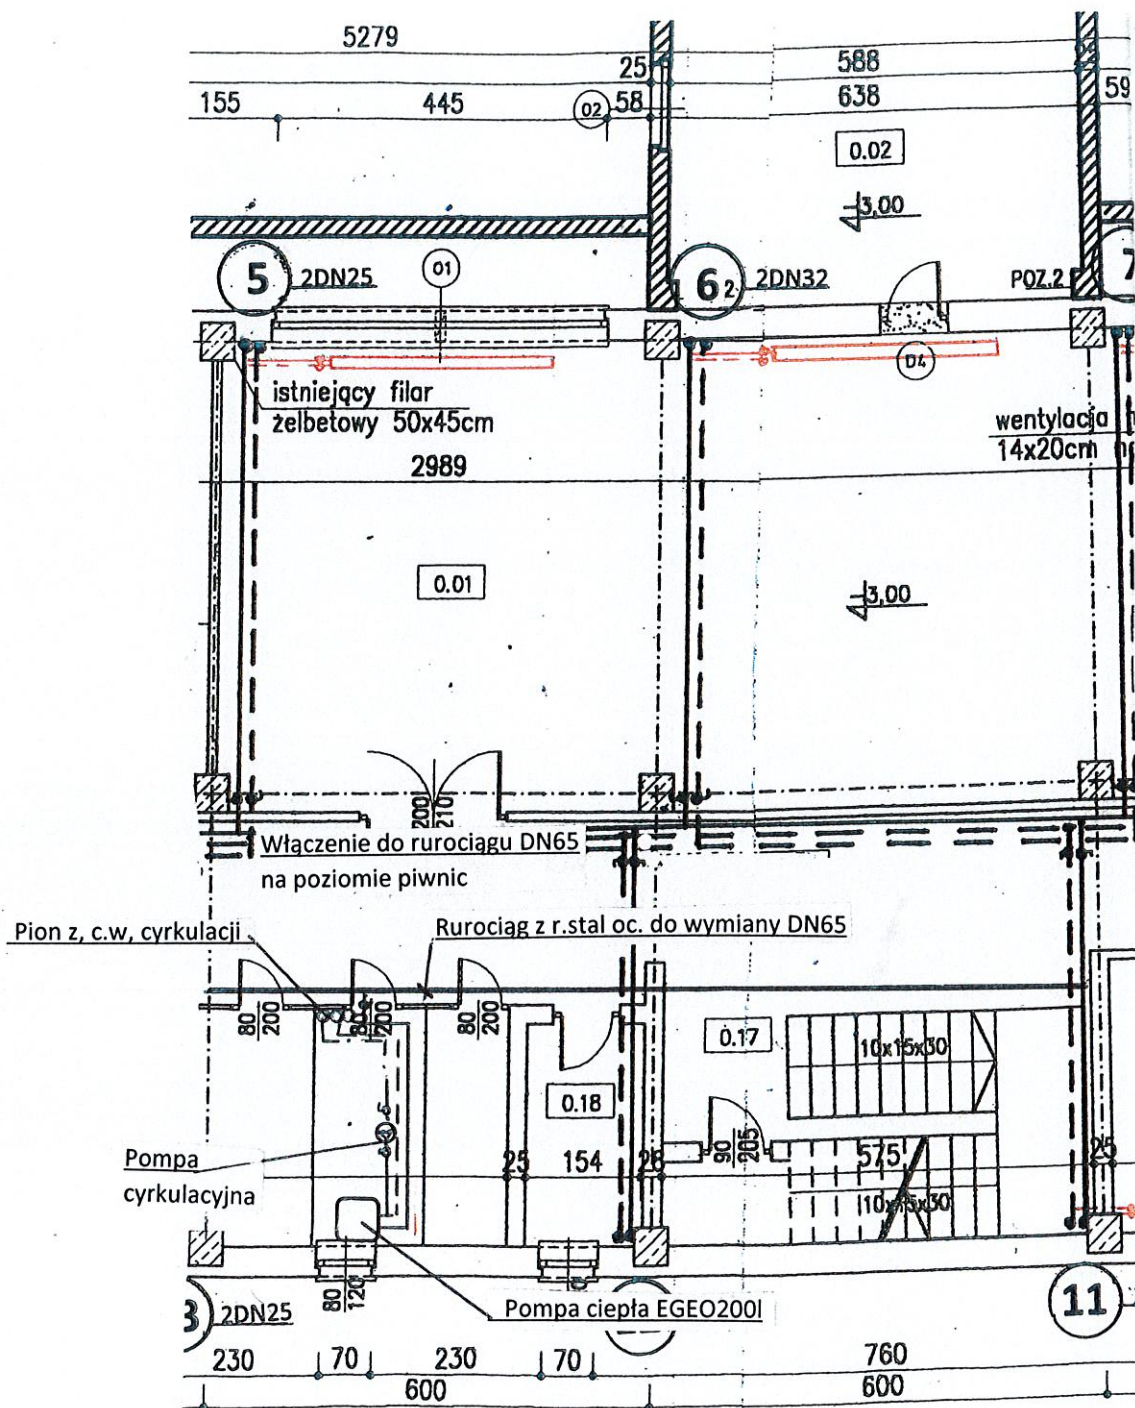 5279
25
588
155
445
02
58
638
59
0.02
3,00
5
2DN25
01
6
2
2DN32
POZ.2
7
istniejący filar
żelbetowy 50x45cm
D4
wentylacja
14x20cm
2989
0.01
3,00
200
210
Włączenie do rurociągu DN65
na poziomie piwnic
Pion z, c.w, cyrkulacji
Rurociąg z r.stal oc. do wymiany DN65
80
200
80
200
80
200
0.17
10x15x30
0.18
90
205
Pompa
cyrkulacyjna
25
154
26
575
25
10x15x30
80
120
2DN25
Pompa ciepła EGEO200l
11
230
70
230
70
760
600
600